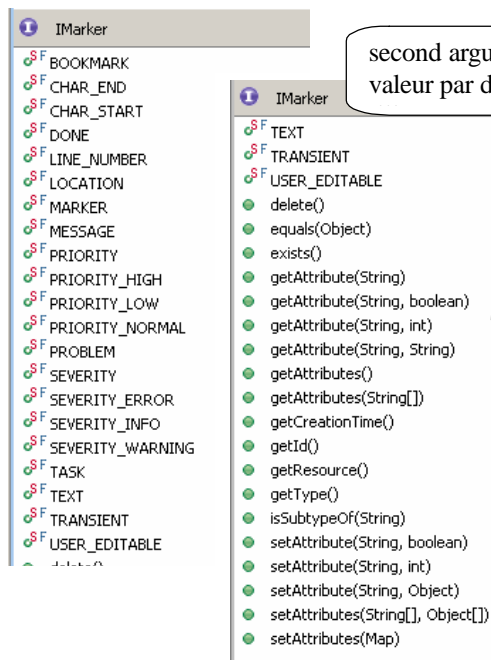 IMarker
BOOKMARK
CHAR_END
CHAR_START
DONE
LINE_NUMBER
LOCATION
MARKER
MESSAGE
PRIORITY
PRIORITY_HIGH
PRIORITY_LOW
PRIORITY_NORMAL
PROBLEM
SEVERITY
SEVERITY_ERROR
SEVERITY_INFO
SEVERITY_WARNING
TASK
TEXT
TRANSIENT
USER_EDITABLE
second argu
valeur par d
IMarker
TEXT
TRANSIENT
USER_EDITABLE
delete()
equals(Object)
exists()
getAttribute(String)
getAttribute(String, boolean)
getAttribute(String, int)
getAttribute(String, String)
getAttributes()
getAttributes(String[])
getCreationTime()
getId()
getResource()
getType()
isSubtypeOf(String)
setAttribute(String, boolean)
setAttribute(String, int)
setAttribute(String, Object)
setAttributes(String[], Object[])
setAttributes(Map)